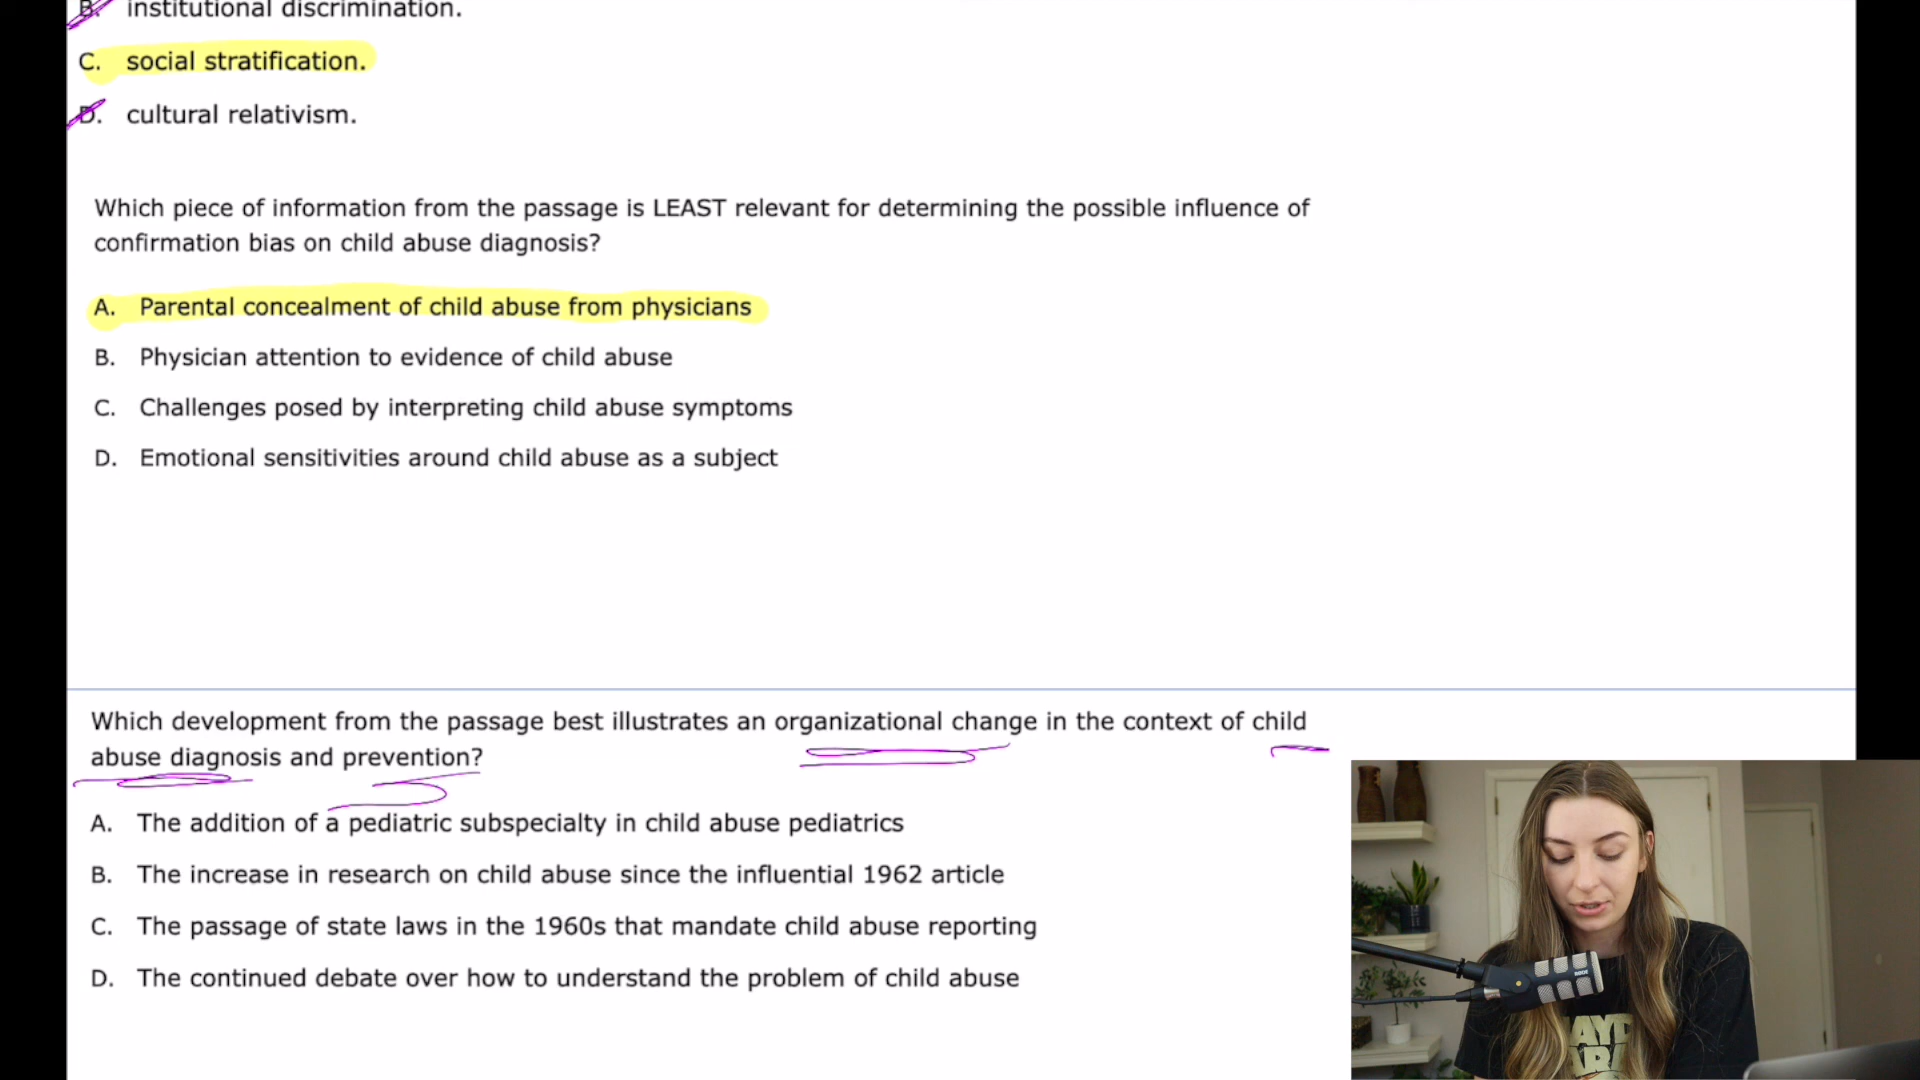 B. institutional discrimination.
C. social stratification.
D. cultural relativism.
Which piece of information from the passage is LEAST relevant for determining the possible influence of
confirmation bias on child abuse diagnosis?
A. Parental concealment of child abuse from physicians
B. Physician attention to evidence of child abuse
C. Challenges posed by interpreting child abuse symptoms
D. Emotional sensitivities around child abuse as a subject
Which development from the passage best illustrates an organizational change in the context of child
abuse diagnosis and prevention?
A. The addition of a pediatric subspecialty in child abuse pediatrics
B. The increase in research on child abuse since the influential 1962 article
C. The passage of state laws in the 1960s that mandate child abuse reporting
D. The continued debate over how to understand the problem of child abuse
RODE